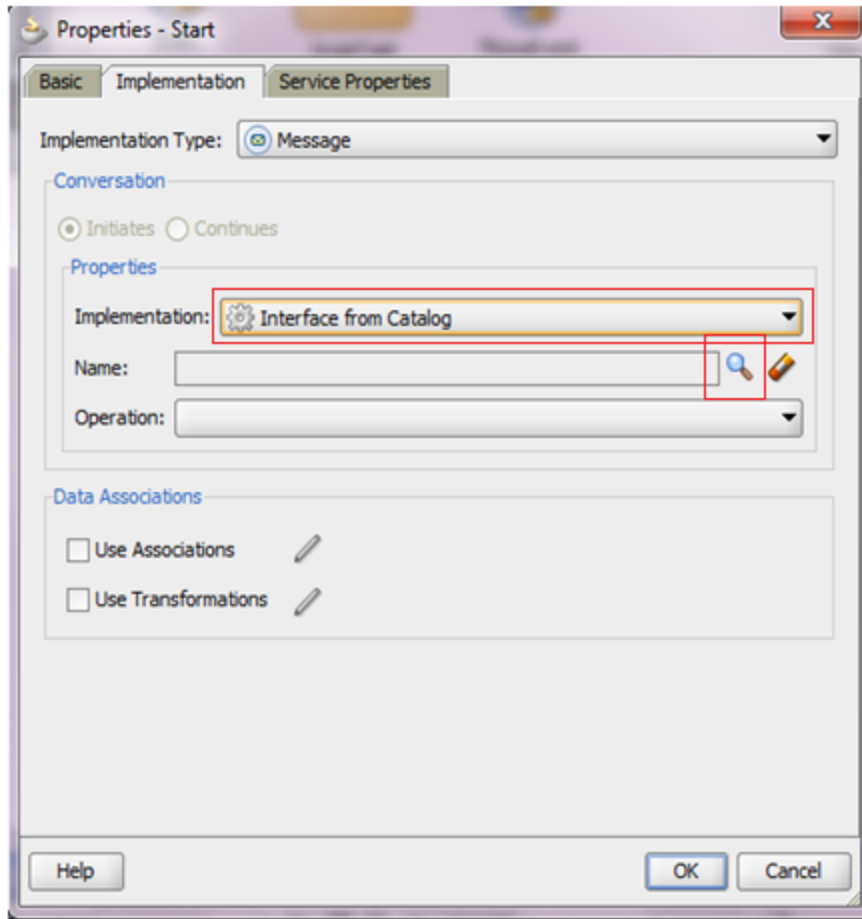 Properties - Start
Basic Implementation Service Properties
Implementation Type: Message
Conversation
Initiates Continues
Properties
Implementation: Interface from Catalog
Name:
Operation:
Data Associations
Use Associations
Use Transformations
Help OK Cancel